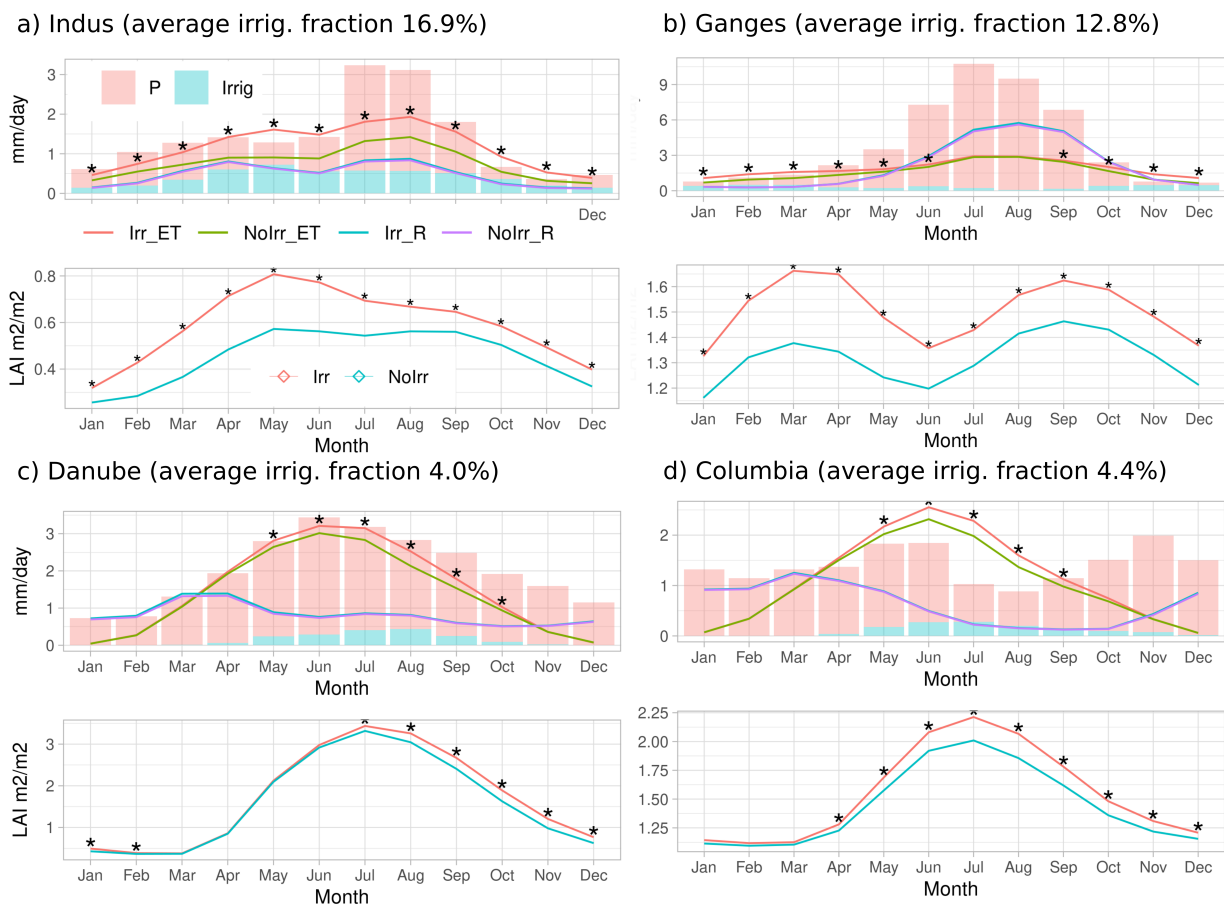 a) Indus (average irrig. fraction 16.9%)
b) Ganges (average irrig. fraction 12.8%)
mm/day
3
2
1
0
P Irrig
Dec
Irr_ET NoIrr_ET Irr_R NoIrr_R
9
6
3
0
Jan Feb Mar Apr May Jun Jul Aug Sep Oct Nov Dec
Month
LAI m2/m2
0.8
0.6
0.4
Irr NoIrr
Jan Feb Mar Apr May Jun Jul Aug Sep Oct Nov Dec
Month
1.6
1.5
1.4
1.3
1.2
Jan Feb Mar Apr May Jun Jul Aug Sep Oct Nov Dec
Month
c) Danube (average irrig. fraction 4.0%)
d) Columbia (average irrig. fraction 4.4%)
mm/day
3
2
1
0
Jan Feb Mar Apr May Jun Jul Aug Sep Oct Nov Dec
Month
2
1
0
Jan Feb Mar Apr May Jun Jul Aug Sep Oct Nov Dec
Month
LAI m2/m2
3
2
1
Jan Feb Mar Apr May Jun Jul Aug Sep Oct Nov Dec
Month
2.25
2.00
1.75
1.50
1.25
Jan Feb Mar Apr May Jun Jul Aug Sep Oct Nov Dec
Month